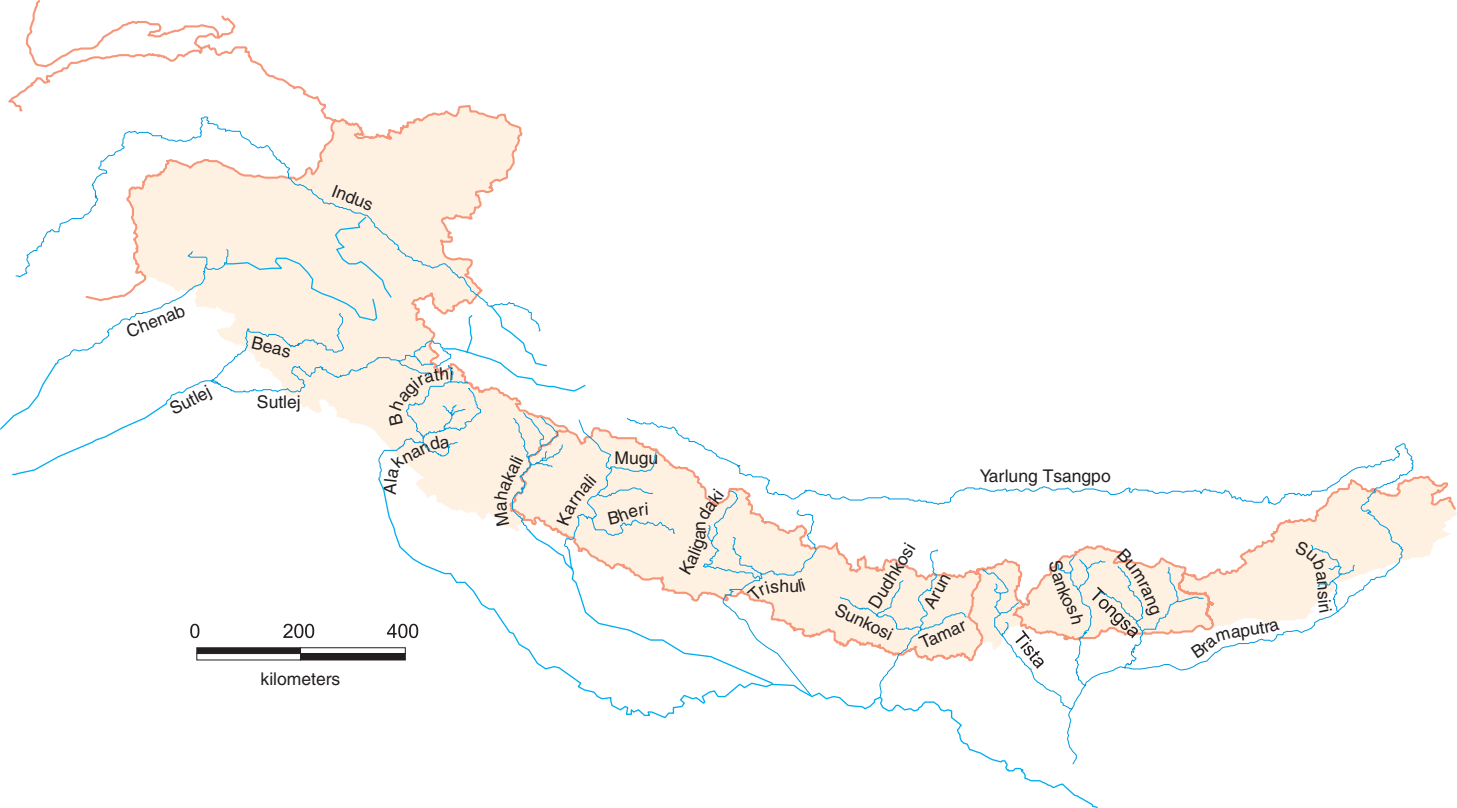 Indus
Chenab
Beas
Sutlej
Sutlej
Bhagirathi
Alaknanda
Mahakali
Karnali
Mugu
Bheri
Kaligandaki
Trishuli
Yarlung Tsangpo
Sunkosi
Dudhkosi
Arun
Tamar
Tista
Sankosh
Tongsa
Bumrang
Subansiri
Bramaputra
0 200 400
kilometers